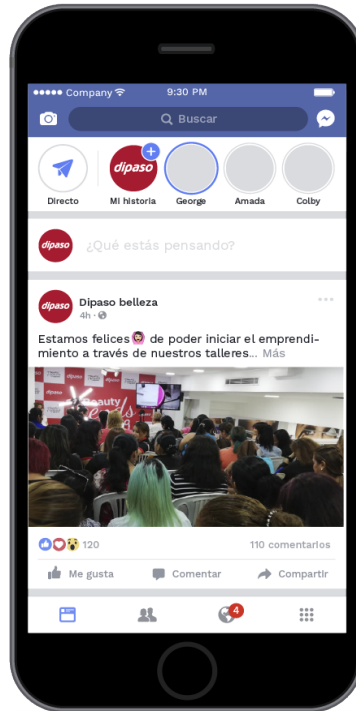 Company
9:30 PM
Buscar
dipaso
Directo
Mi historia
George
Amada
Colby
dipaso
¿Qué estás pensando?
dipaso
Dipaso belleza
4h
Estamos felices de poder iniciar el emprendi-
miento a través de nuestros talleres... Más
dipaso
Beauty
120
110 comentarios
Me gusta
Comentar
Compartir
4